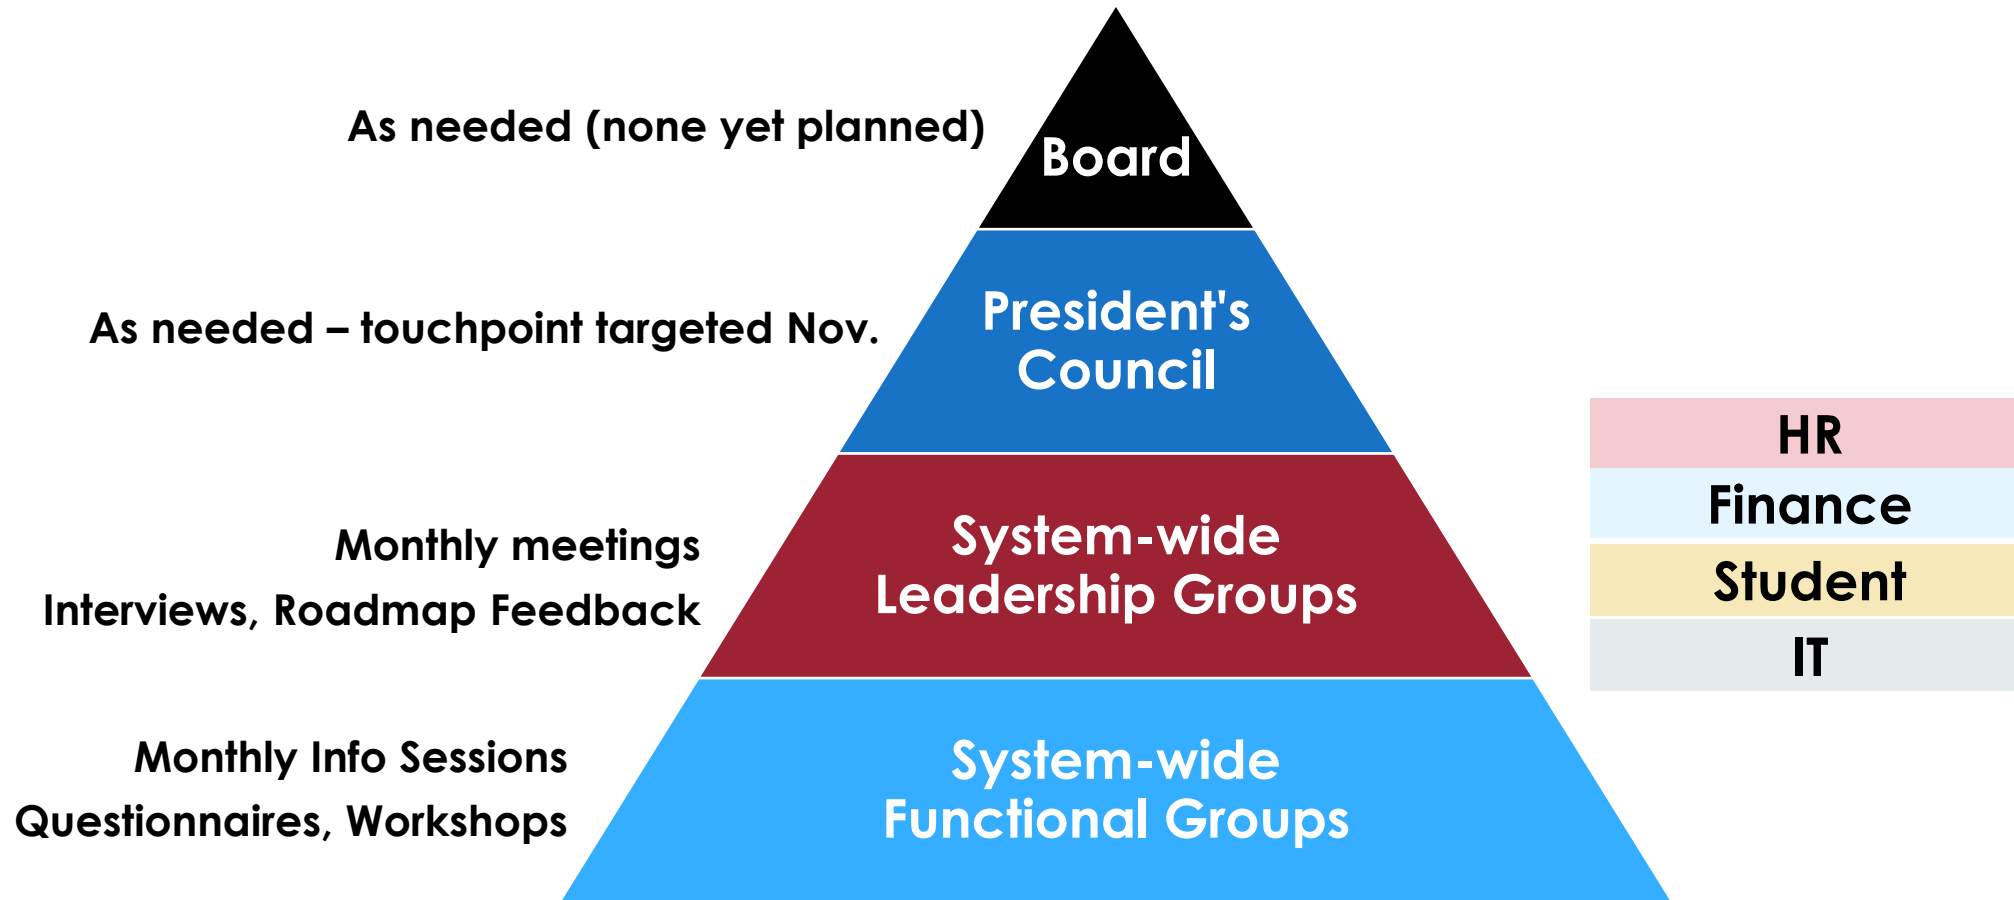 As needed (none yet planned)
Board
As needed – touchpoint targeted Nov.
President's
Council
Monthly meetings
Interviews, Roadmap Feedback
System-wide
Leadership Groups
HR
Finance
Student
IT
Monthly Info Sessions
Questionnaires, Workshops
System-wide
Functional Groups